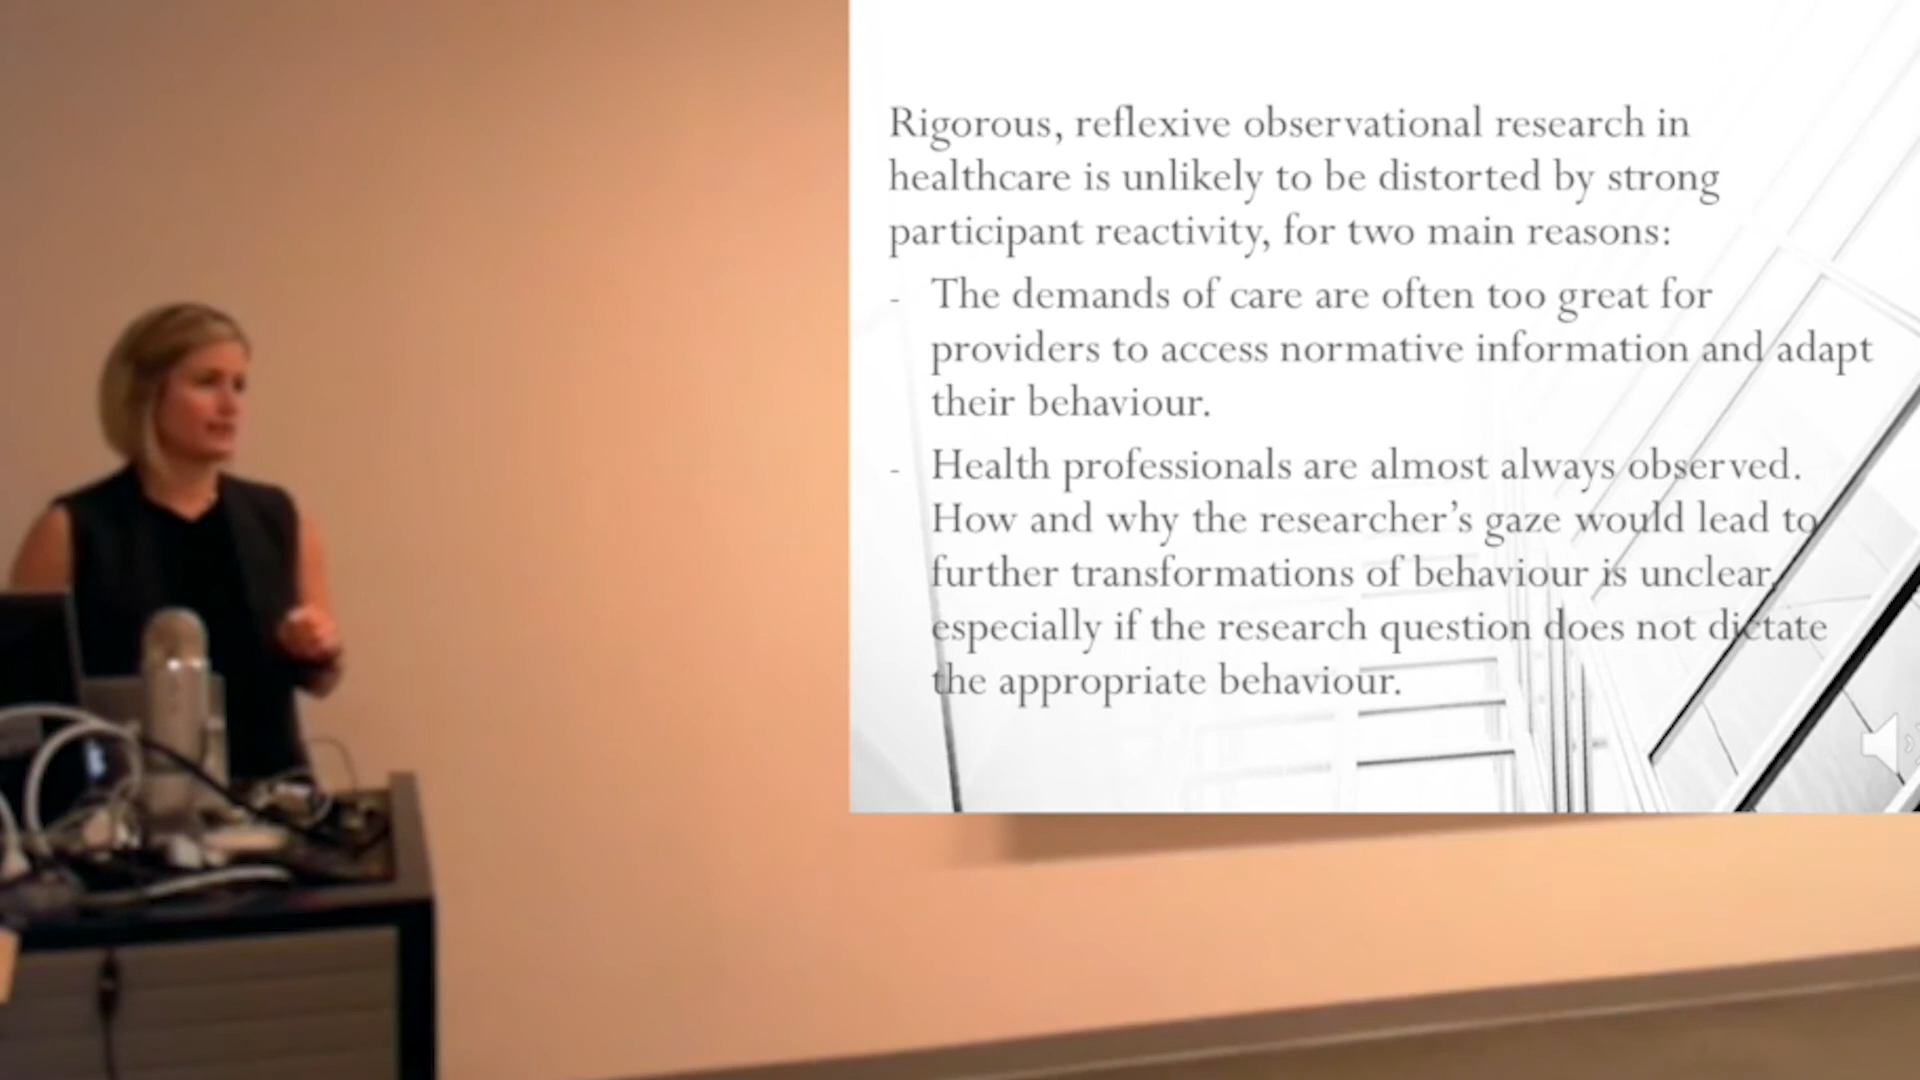 Rigorous, reflexive observational research in
healthcare is unlikely to be distorted by strong
participant reactivity, for two main reasons:
- The demands of care are often too great for
providers to access normative information and adapt
their behaviour.
- Health professionals are almost always observed.
How and why the researcher’s gaze would lead to
further transformations of behaviour is unclear,
especially if the research question does not dictate
the appropriate behaviour.